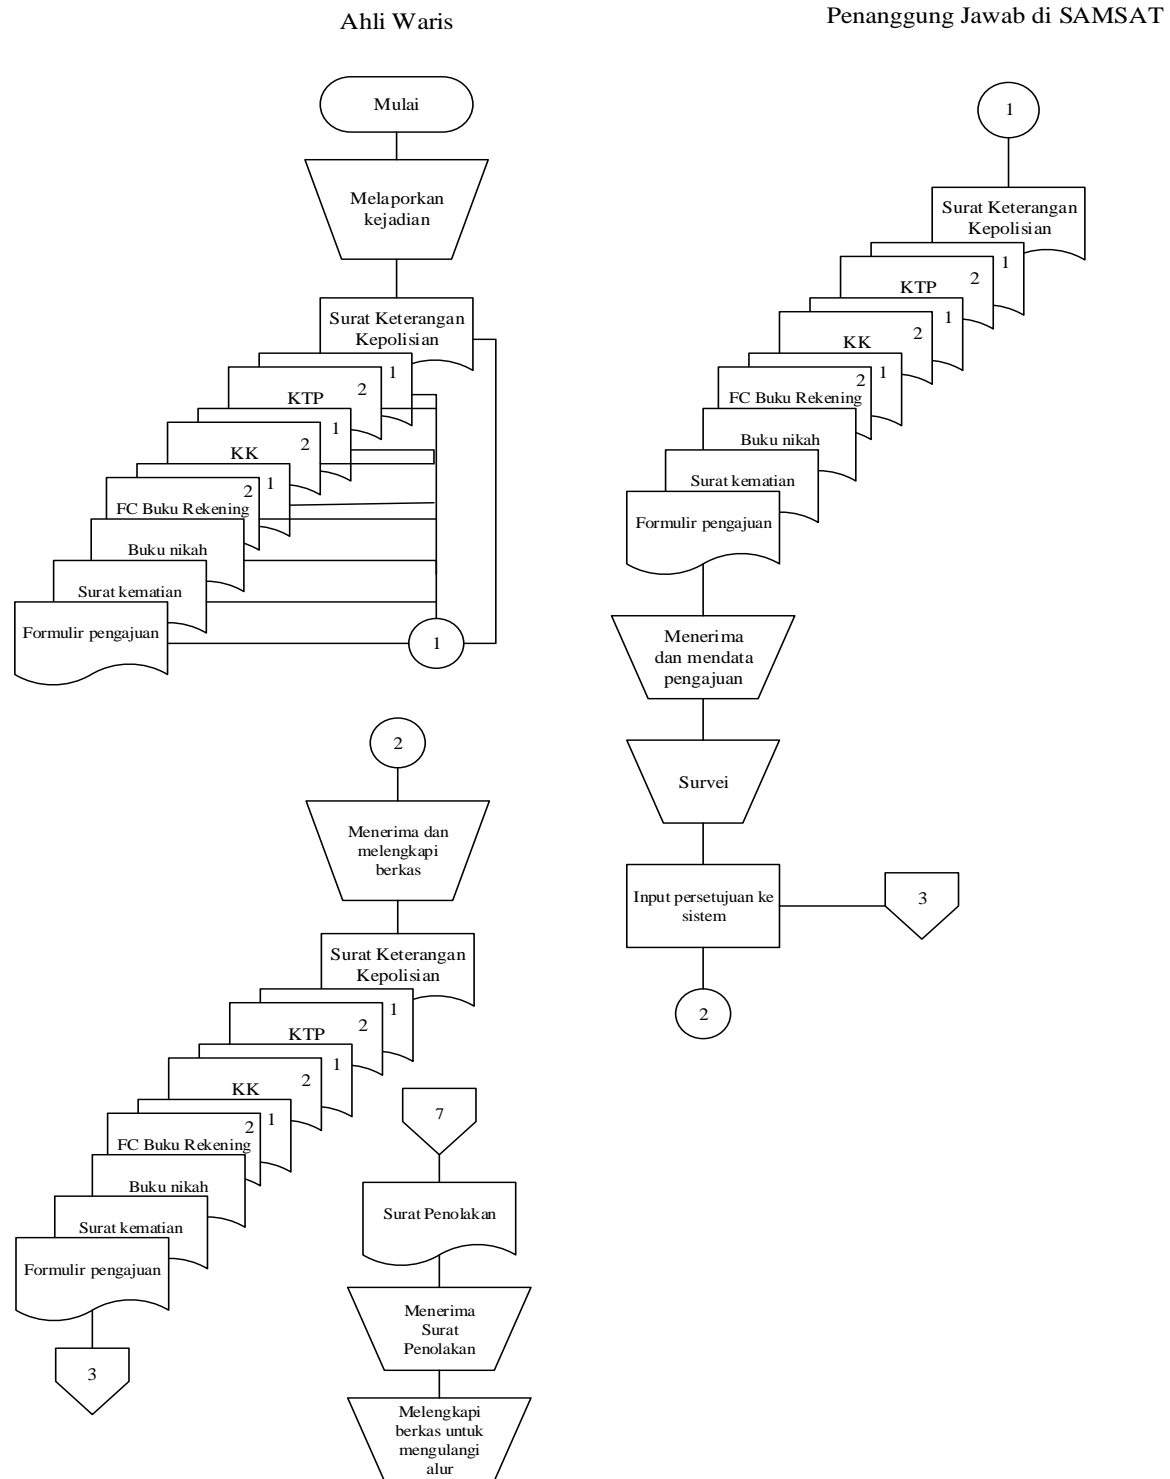 Ahli Waris
Penanggung Jawab di SAMSAT
Mulai
Melaporkan
kejadian
Surat Keterangan
Kepolisian
1
2
KTP
1
2
KK
1
2
FC Buku Rekening
Buku nikah
Surat kematian
Formulir pengajuan
1
2
Menerima dan
melengkapi
berkas
Surat Keterangan
Kepolisian
1
2
KTP
1
2
KK
1
2
FC Buku Rekening
Buku nikah
Surat kematian
Formulir pengajuan
3
7
Surat Penolakan
Menerima
Surat
Penolakan
Melengkapi
berkas untuk
mengulangi
alur
1
Surat Keterangan
Kepolisian
1
2
KTP
1
2
KK
1
2
FC Buku Rekening
Buku nikah
Surat kematian
Formulir pengajuan
Menerima
dan mendata
pengajuan
Survei
Input persetujuan ke
sistem
3
2